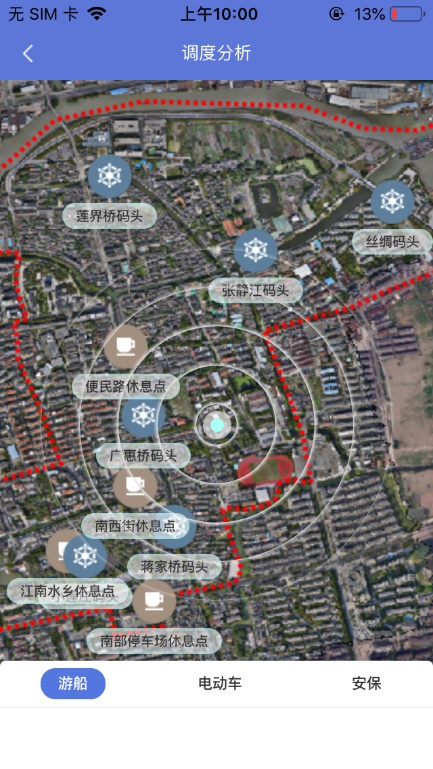 无 SIM 卡 上午10:00 13%
调度分析
莲界桥码头
丝绸码头
张静江码头
便民路休息点
广惠桥码头
南西街休息点
蒋家桥码头
江南水乡休息点
南部停车场休息点
游船 电动车 安保